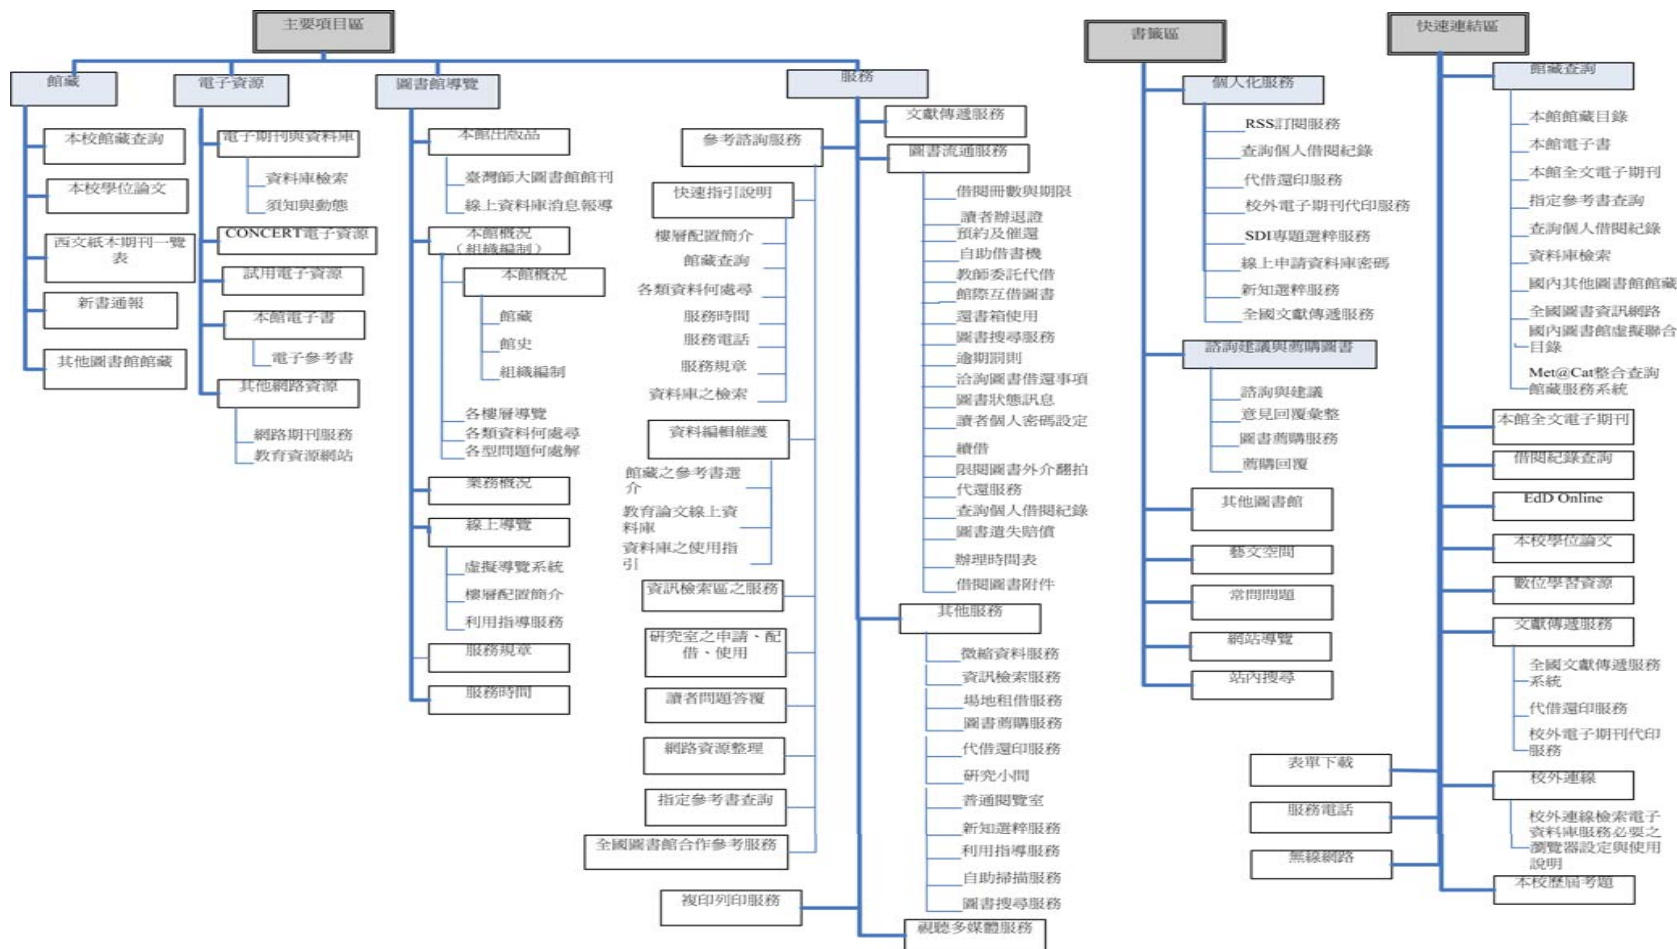 主要項目區
館藏
本校館藏查詢
本校學位論文
西文紙本期刊一覽
表
新書通報
其他圖書館館藏
電子資源
電子期刊與資料庫
資料庫檢索
須知與動態
CONCERT電子資源
試用電子資源
本館電子書
電子參考書
其他網路資源
網路期刊服務
教育資源網站
圖書館導覽
本館出版品
臺灣師大圖書館館刊
線上資料庫消息報導
本館概況
（組織編制）
本館概況
館藏
館史
組織編制
各樓層導覽
各類資料何處尋
各型問題何處解
業務概況
線上導覽
虛擬導覽系統
樓層配置簡介
利用指導服務
服務規章
服務時間
服務
參考諮詢服務
快速指引說明
樓層配置簡介
館藏查詢
各類資料何處尋
服務時間
服務電話
服務規章
資料庫之檢索
資料編輯維護
館藏之參考書選
介
教育論文線上資
料庫
資料庫之使用指
引
資訊檢索區之服務
研究室之申請、配
借、使用
讀者問題答覆
網路資源整理
指定參考書查詢
全國圖書館合作參考服務
複印列印服務
文獻傳遞服務
圖書流通服務
借閱冊數與期限
讀者辦退證
預約及催還
自助借書機
教師委託代借
館際互借圖書
還書箱使用
圖書搜尋服務
逾期罰則
洽詢圖書借還事項
圖書狀態訊息
讀者個人密碼設定
續借
限閱圖書外介翻拍
代還服務
查詢個人借閱紀錄
圖書遺失賠償
辦理時間表
借閱圖書附件
其他服務
微縮資料服務
資訊檢索服務
場地租借服務
圖書薦購服務
代借還印服務
研究小間
普通閱覽室
新知選粹服務
利用指導服務
自助掃描服務
圖書搜尋服務
視聽多媒體服務
書籤區
個人化服務
RSS訂閱服務
查詢個人借閱紀錄
代借還印服務
校外電子期刊代印服務
SDI專題選粹服務
線上申請資料庫密碼
新知選粹服務
全國文獻傳遞服務
諮詢建議與薦購圖書
諮詢與建議
意見回覆彙整
圖書薦購服務
薦購回覆
其他圖書館
藝文空間
常問問題
網站導覽
站內搜尋
快速連結區
館藏查詢
本館館藏目錄
本館電子書
本館全文電子期刊
指定參考書查詢
查詢個人借閱紀錄
資料庫檢索
國內其他圖書館館藏
全國圖書資訊網路
國內圖書館虛擬聯合
目錄
Met@Cat整合查詢
館藏服務系統
本館全文電子期刊
借閱紀錄查詢
EdD Online
本校學位論文
數位學習資源
文獻傳遞服務
全國文獻傳遞服務
系統
代借還印服務
校外電子期刊代印
服務
表單下載
服務電話
無線網路
校外連線
校外連線檢索電子
資料庫服務必要之
瀏覽器設定與使用
說明
本校歷屆考題